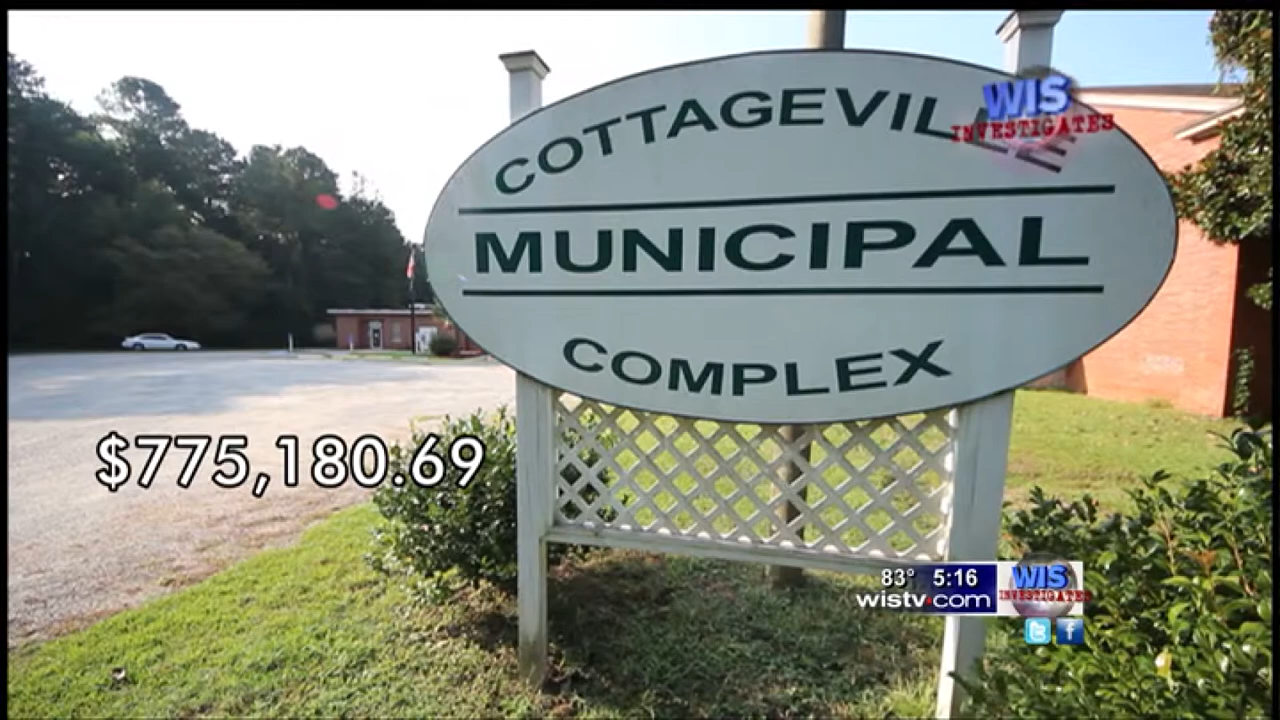 WIS
INVESTIGATES
COTTAGEVILLE
MUNICIPAL
COMPLEX
$775,180.69
83° 5:16
wistv.com
WIS
INVESTIGATES